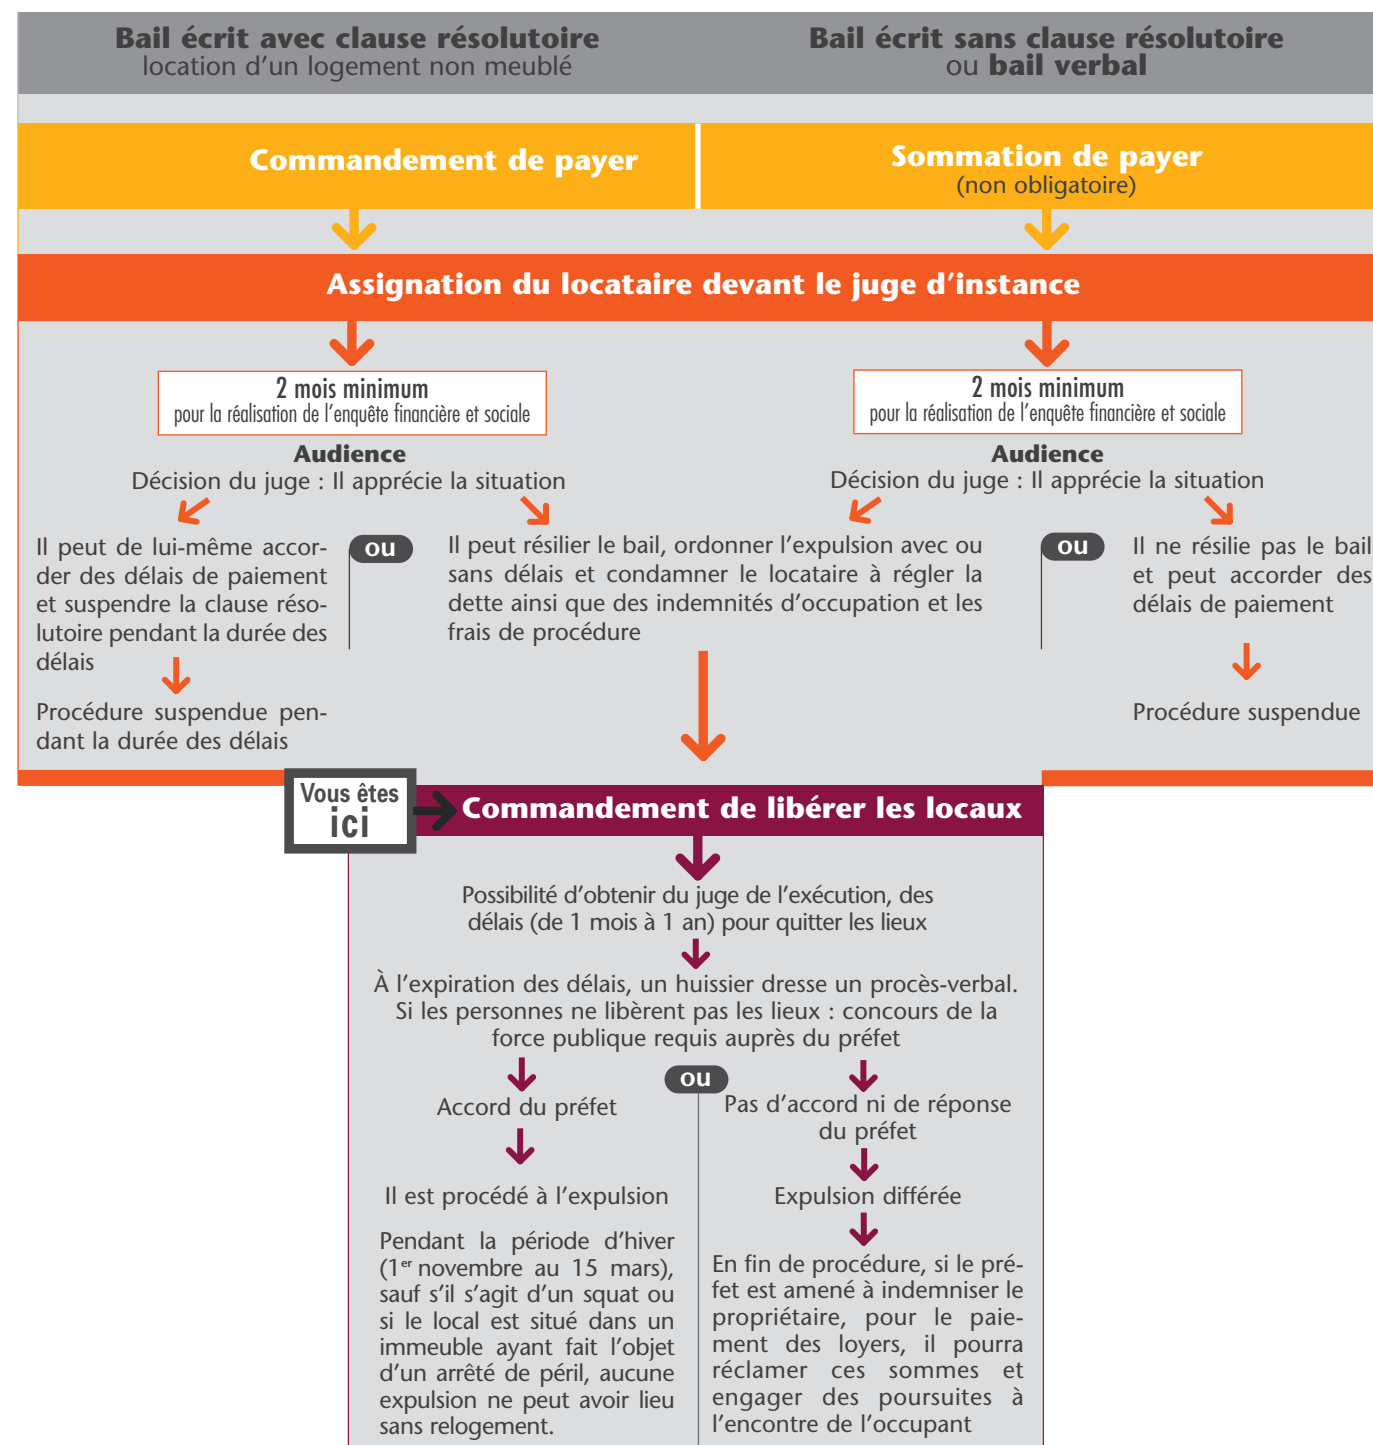 Bail écrit avec clause résolutoire
location d'un logement non meublé
Bail écrit sans clause résolutoire
ou bail verbal
Commandement de payer
Sommation de payer
(non obligatoire)
Assignation du locataire devant le juge d'instance
2 mois minimum
pour la réalisation de l'enquête financière et sociale
Audience
Décision du juge : Il apprécie la situation
2 mois minimum
pour la réalisation de l'enquête financière et sociale
Audience
Décision du juge : Il apprécie la situation
Il peut de lui-même accor-
der des délais de paiement
et suspendre la clause réso-
lutoire pendant la durée des
délais
Procédure suspendue pen-
dant la durée des délais
ou
Il peut résilier le bail, ordonner l'expulsion avec ou
sans délais et condamner le locataire à régler la
dette ainsi que des indemnités d'occupation et les
frais de procédure
ou
Il ne résilie pas le bail
et peut accorder des
délais de paiement
Procédure suspendue
Vous êtes
ici
Commandement de libérer les locaux
Possibilité d'obtenir du juge de l'exécution, des
délais (de 1 mois à 1 an) pour quitter les lieux
À l'expiration des délais, un huissier dresse un procès-verbal.
Si les personnes ne libèrent pas les lieux : concours de la
force publique requis auprès du préfet
Accord du préfet
Il est procédé à l'expulsion
Pendant la période d'hiver
(1er novembre au 15 mars),
sauf s'il s'agit d'un squat ou
si le local est situé dans un
immeuble ayant fait l'objet
d'un arrêté de péril, aucune
expulsion ne peut avoir lieu
sans relogement.
ou
Pas d'accord ni de réponse
du préfet
Expulsion différée
En fin de procédure, si le pré-
fet est amené à indemniser le
propriétaire, pour le paie-
ment des loyers, il pourra
réclamer ces sommes et
engager des poursuites à
l'encontre de l'occupant